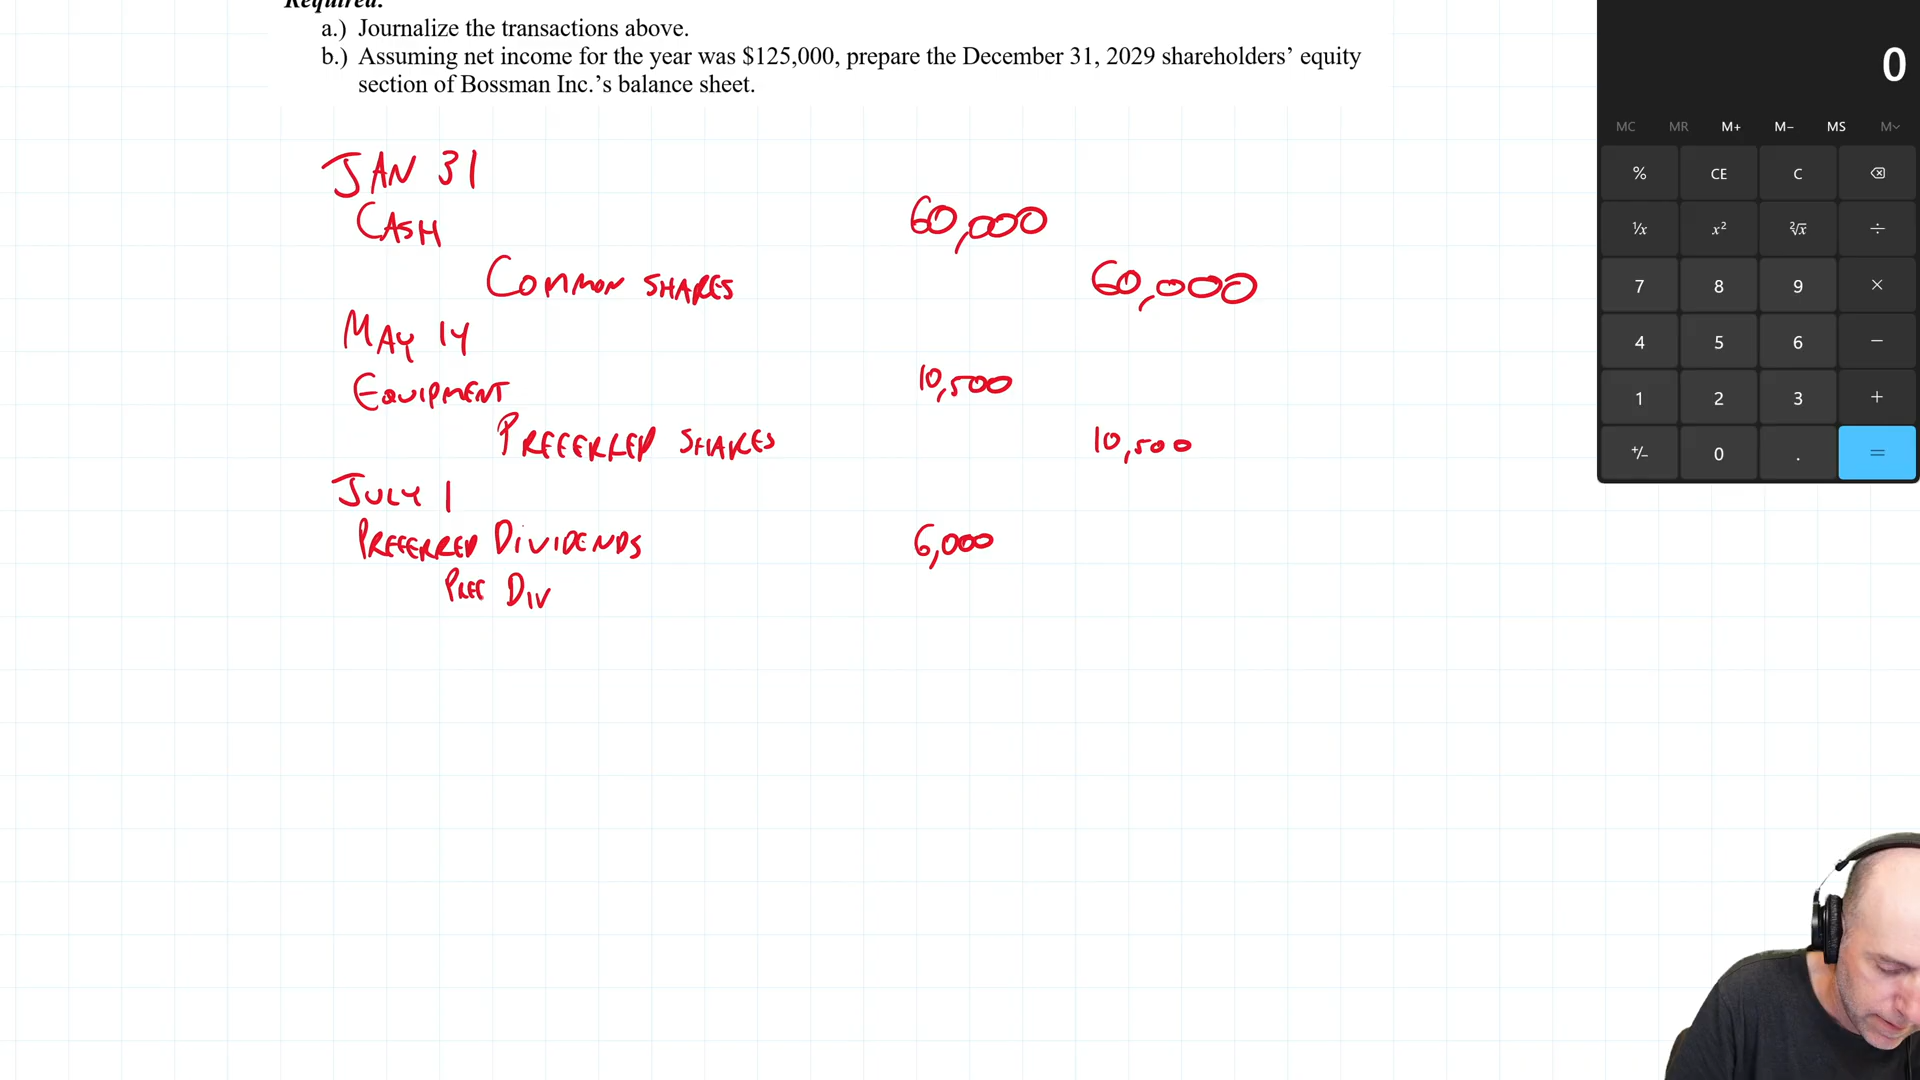 Required:
a.) Journalize the transactions above.
b.) Assuming net income for the year was $125,000, prepare the December 31, 2029 shareholders’ equity
section of Bossman Inc.’s balance sheet.
JAN 31
CASH 60,000
COMMON SHARES 60,000
MAY 14
EQUIPMENT 10,500
PREFERRED SHARES 10,500
JULY 1
PREFERRED DIVIDENDS 6,000
PREF DIV
0
MC MR M+ M− MS M˅
% CE C ⌫
¹/x x² ²√x ÷
7 8 9 ×
4 5 6 −
1 2 3 +
+/− 0 . =